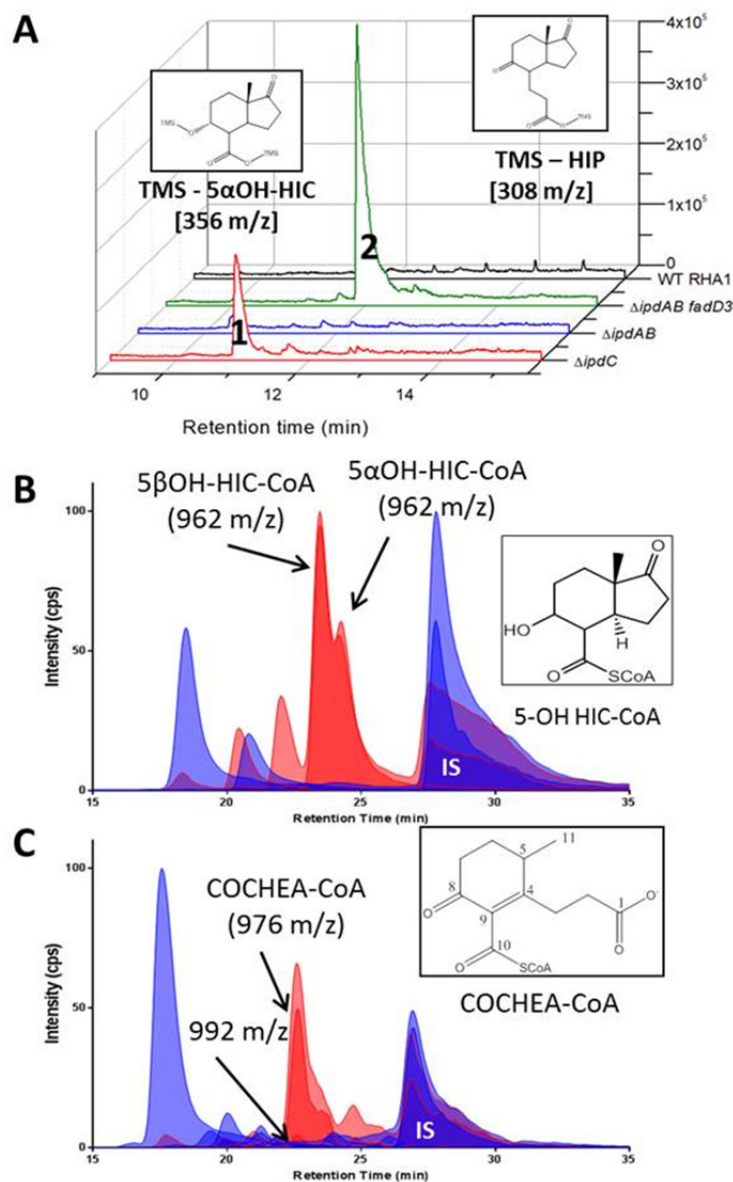 A
TMS
O
O
O
O
TMS
TMS - 5αOH-HIC
[356 m/z]
O
O
O
O
TMS
TMS – HIP
[308 m/z]
4x10⁵
3x10⁵
2x10⁵
1x10⁵
0
1
2
WT RHA1
ΔipdAB fadD3
ΔipdAB
ΔipdC
10
12
14
Retention time (min)
B
5βOH-HIC-CoA
(962 m/z)
5αOH-HIC-CoA
(962 m/z)
O
HO
H
O
SCoA
5-OH HIC-CoA
100
50
0
Intensity (cps)
IS
15
20
25
30
35
Retention Time (min)
C
COCHEA-CoA
(976 m/z)
992 m/z
11
5
8
4
O
9
1
O⁻
O
10
O
SCoA
COCHEA-CoA
100
50
0
Intensity (cps)
IS
15
20
25
30
35
Retention Time (min)